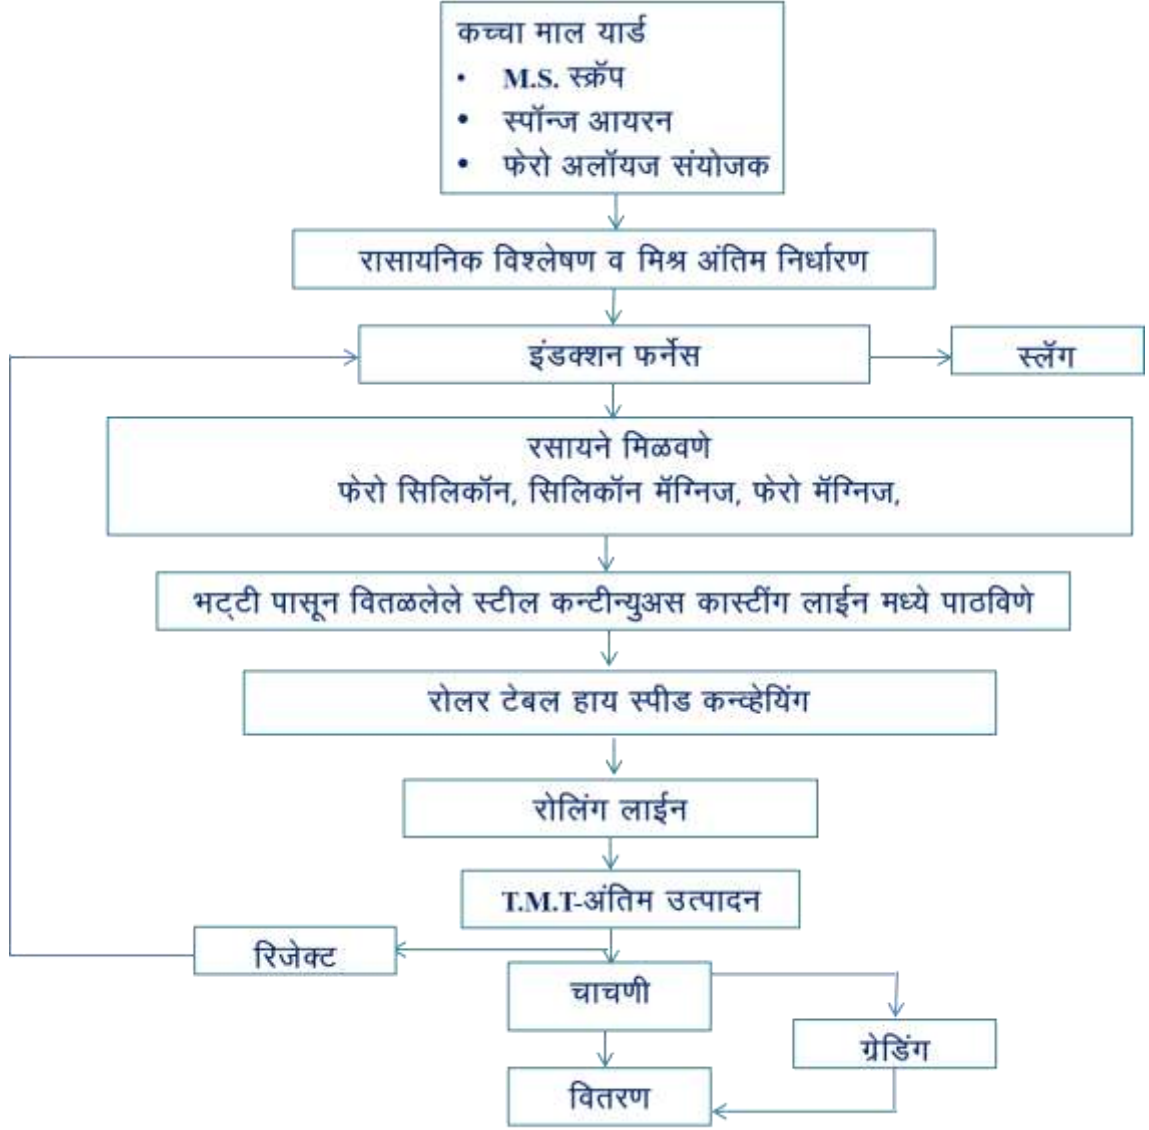 कच्चा माल यार्ड
• M.S. स्क्रॅप
• स्पॉन्ज आयरन
• फेरो अलॉयज संयोजक
रासायनिक विश्लेषण व मिश्र अंतिम निर्धारण
इंडक्शन फर्नेस
स्लॅग
रसायने मिळवणे
फेरो सिलिकॉन, सिलिकॉन मॅग्निज, फेरो मॅग्निज,
भट्टी पासून वितळलेले स्टील कन्टीन्युअस कास्टींग लाईन मध्ये पाठविणे
रोलर टेबल हाय स्पीड कन्व्हेयिंग
रोलिंग लाईन
T.M.T-अंतिम उत्पादन
रिजेक्ट
चाचणी
ग्रेडिंग
वितरण